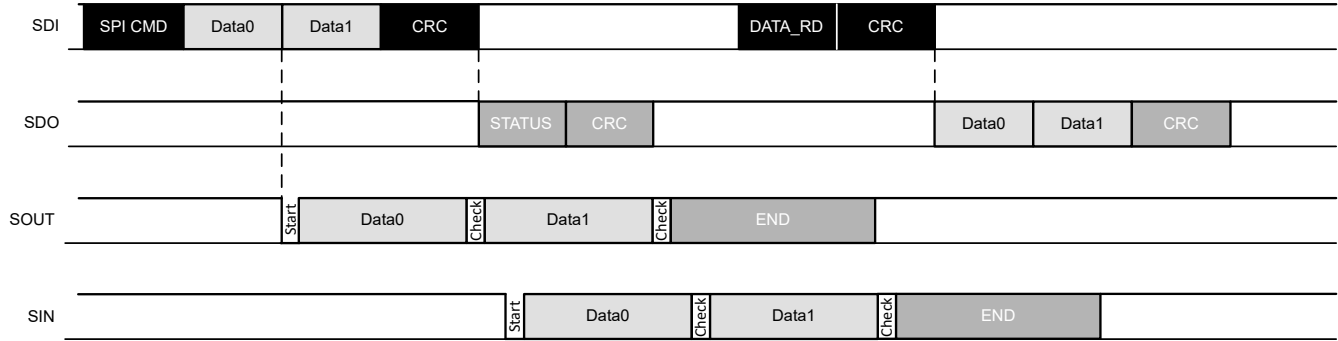 SDI SPI CMD Data0 Data1 CRC DATA_RD CRC
SDO STATUS CRC Data0 Data1 CRC
SOUT Start Data0 Check Data1 Check END
SIN Start Data0 Check Data1 Check END